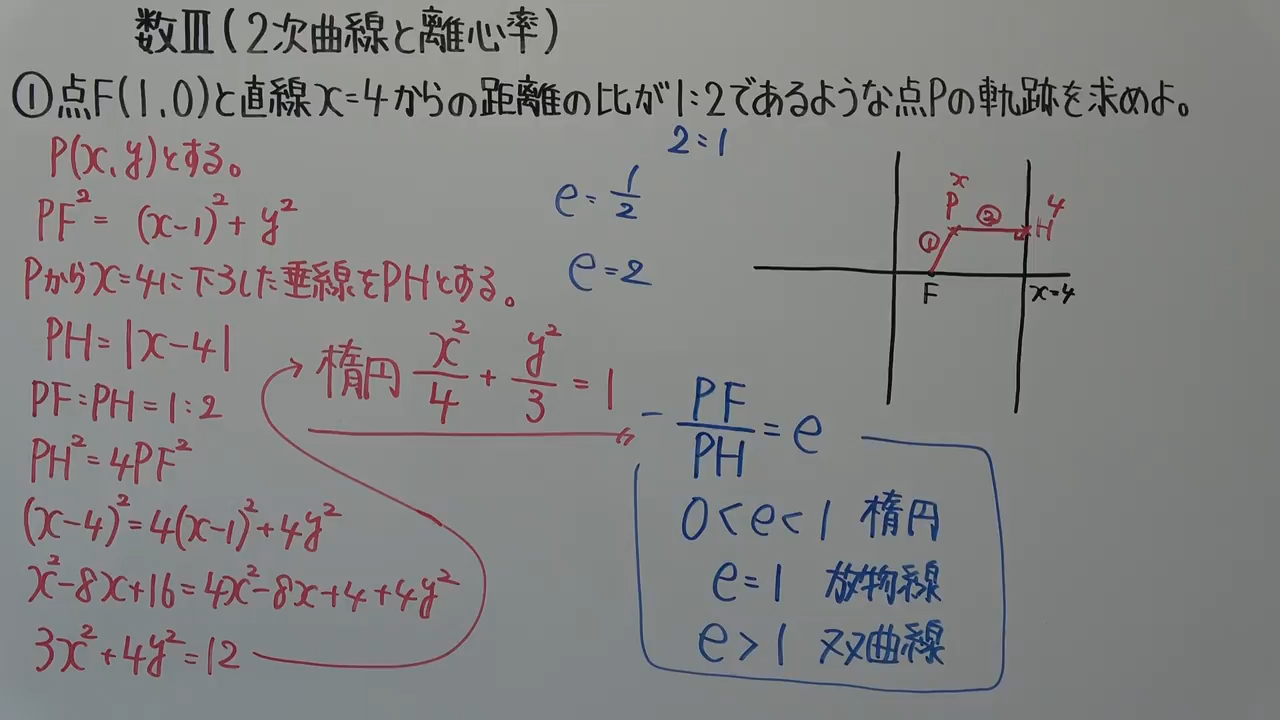 数Ⅲ(2次曲線と離心率)
①点F(1,0)と直線x=4からの距離の比が1:2であるような点Pの軌跡を求めよ。
2:1
P(x,y)とする。
PF²= (x-1)²+y²
Pからx=4に下ろした垂線をPHとする。
PH=|x-4|
PF:PH=1:2
PH²=4PF²
(x-4)²=4(x-1)²+4y²
x²-8x+16=4x²-8x+4+4y²
3x²+4y²=12
楕円 x²/4 + y²/3 = 1
e=1/2
e=2
x
P
②
4
H
①
F
x=4
PF/PH=e
0<e<1 楕円
e=1 放物線
e>1 双曲線